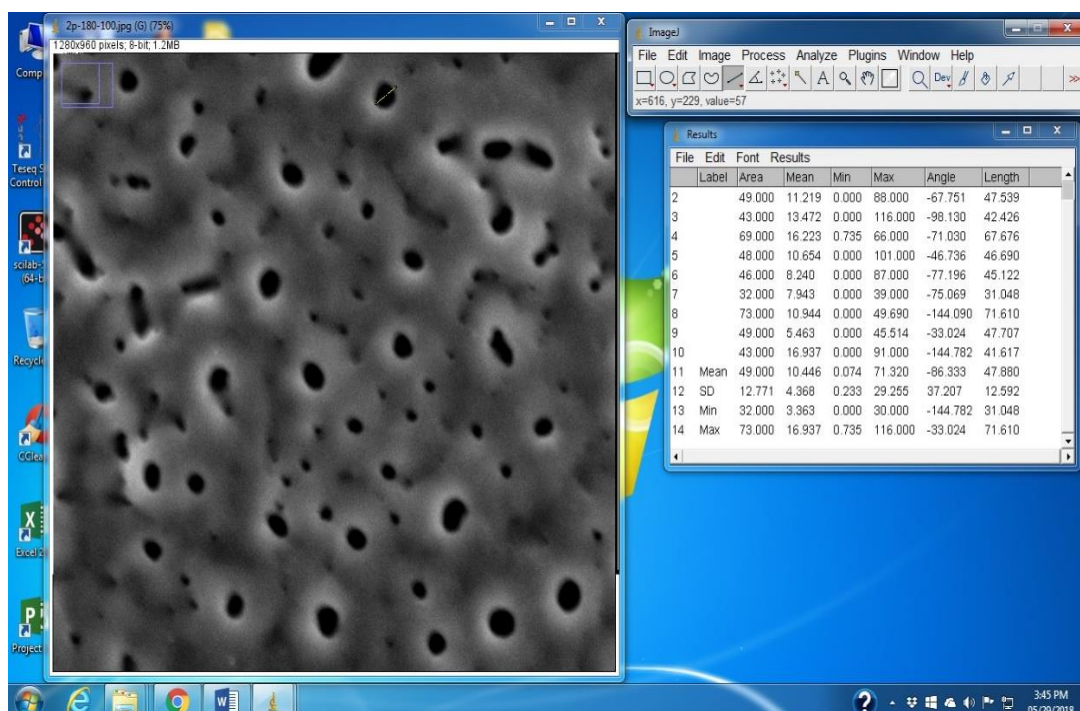 2p-180-100.jpg (G) (75%)
1280x960 pixels; 8-bit; 1.2MB
Comp
Teseq S
Control
scilab-
(64-b
Recycl
CClea
Excel 2
Project
ImageJ
File Edit Image Process Analyze Plugins Window Help
A Dev >>
x=616, y=229, value=57
Results
File Edit Font Results
Label Area Mean Min Max Angle Length
2 49.000 11.219 0.000 88.000 -67.751 47.539
3 43.000 13.472 0.000 116.000 -98.130 42.426
4 69.000 16.223 0.735 66.000 -71.030 67.676
5 48.000 10.654 0.000 101.000 -46.736 46.690
6 46.000 8.240 0.000 87.000 -77.196 45.122
7 32.000 7.943 0.000 39.000 -75.069 31.048
8 73.000 10.944 0.000 49.690 -144.090 71.610
9 49.000 5.463 0.000 45.514 -33.024 47.707
10 43.000 16.937 0.000 91.000 -144.782 41.617
11 Mean 49.000 10.446 0.074 71.320 -86.333 47.880
12 SD 12.771 4.368 0.233 29.255 37.207 12.592
13 Min 32.000 3.363 0.000 30.000 -144.782 31.048
14 Max 73.000 16.937 0.735 116.000 -33.024 71.610
3:45 PM
05/29/2018